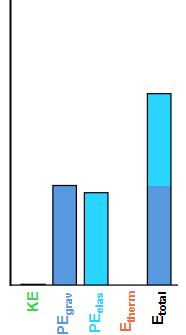 KE
PEgrav
PEelas
Etherm
Etotal